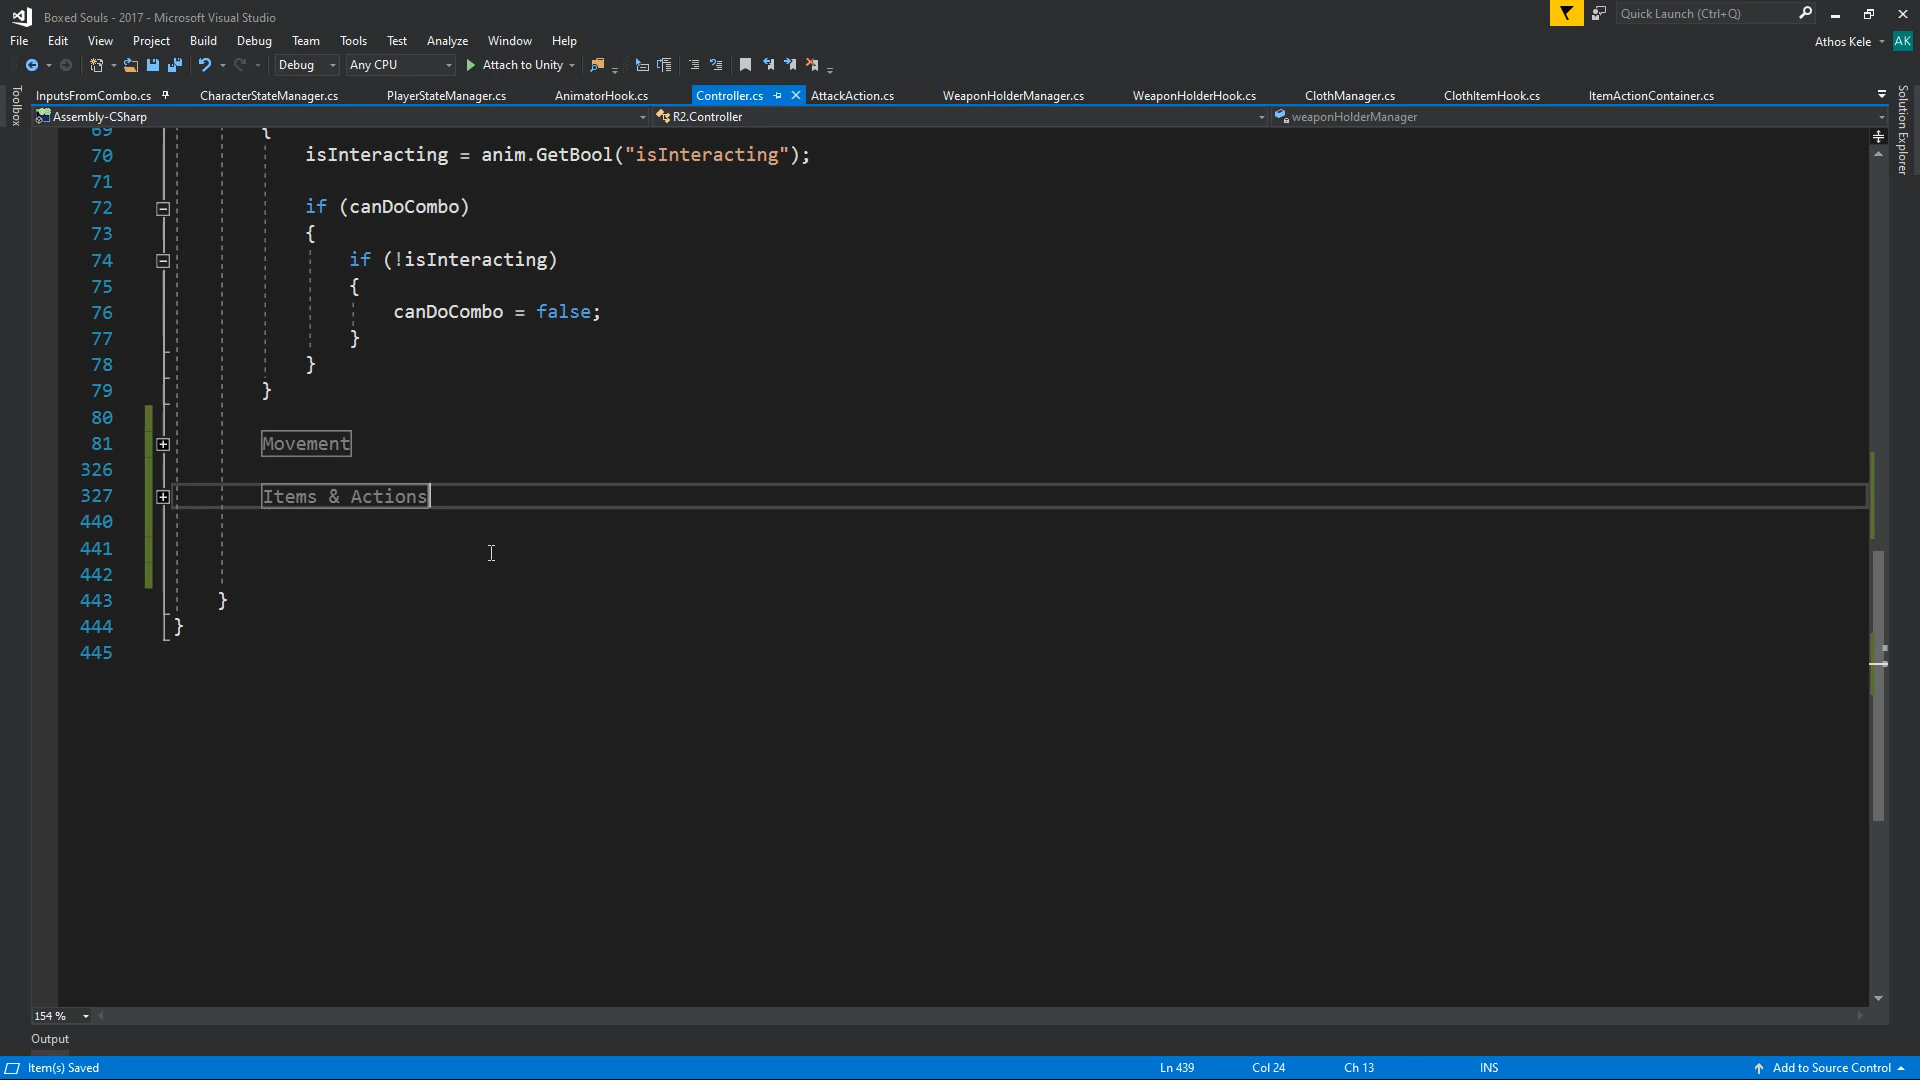 Boxed Souls - 2017 - Microsoft Visual Studio
Quick Launch (Ctrl+Q)
File Edit View Project Build Debug Team Tools Test Analyze Window Help
Athos Kele AK
Debug Any CPU Attach to Unity
Toolbox
Solution Explorer
InputsFromCombo.cs CharacterStateManager.cs PlayerStateManager.cs AnimatorHook.cs Controller.cs AttackAction.cs WeaponHolderManager.cs WeaponHolderHook.cs ClothManager.cs ClothItemHook.cs ItemActionContainer.cs
Assembly-CSharp R2.Controller weaponHolderManager
69 {
70 isInteracting = anim.GetBool("isInteracting");
71
72 if (canDoCombo)
73 {
74 if (!isInteracting)
75 {
76 canDoCombo = false;
77 }
78 }
79 }
80
81 Movement
326
327 Items & Actions
440
441
442
443 }
444 }
445
154 %
Output
Item(s) Saved Ln 439 Col 24 Ch 13 INS Add to Source Control